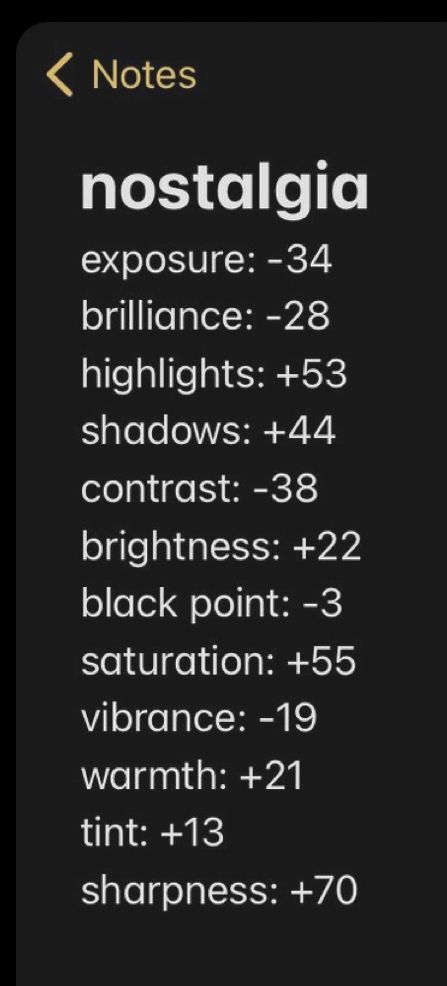 Notes
nostalgia
exposure: -34
brilliance: -28
highlights: +53
shadows: +44
contrast: -38
brightness: +22
black point: -3
saturation: +55
vibrance: -19
warmth: +21
tint: +13
sharpness: +70